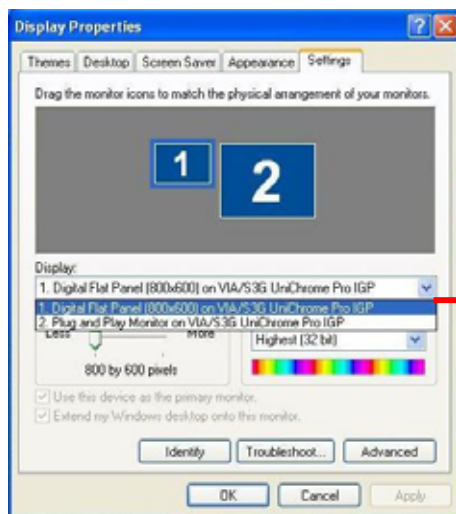 Display Properties
Themes Desktop Screen Saver Appearance Settings
Drag the monitor icons to match the physical arrangement of your monitors.
1 2
Display:
1. Digital Flat Panel (800x600) on VIA/S3G UniChrome Pro IGP
1. Digital Flat Panel (800x600) on VIA/S3G UniChrome Pro IGP
2. Plug and Play Monitor on VIA/S3G UniChrome Pro IGP
Less More Highest (32 bit)
800 by 600 pixels
Use this device as the primary monitor.
Extend my Windows desktop onto this monitor.
Identify Troubleshoot... Advanced
OK Cancel Apply